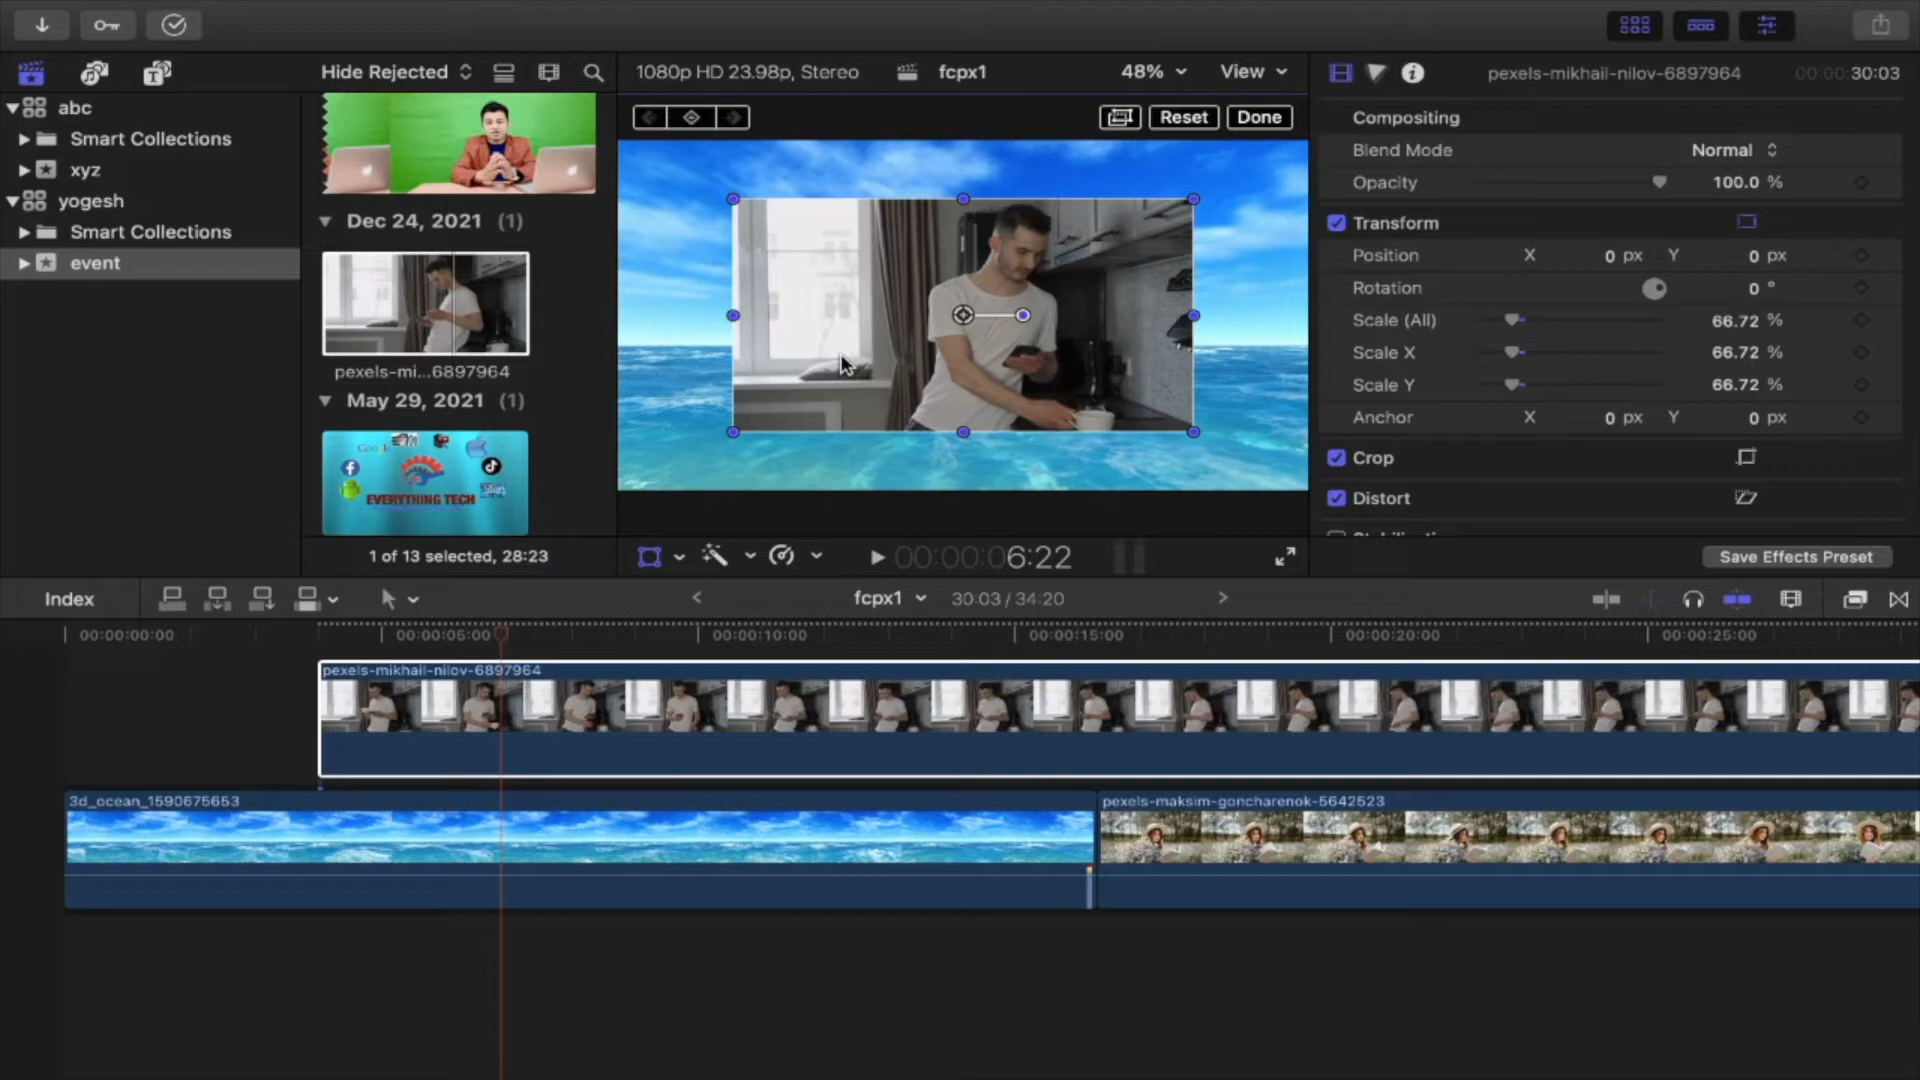 Hide Rejected
1080p HD 23.98p, Stereo
fcpx1
48%
View
pexels-mikhail-nilov-6897964
00:00:30:03
abc
Smart Collections
xyz
yogesh
Smart Collections
event
Dec 24, 2021 (1)
pexels-mi...6897964
May 29, 2021 (1)
EVERYTHING TECH
1 of 13 selected, 28:23
Reset
Done
00:00:06:22
Compositing
Blend Mode
Normal
Opacity
100.0 %
Transform
Position X 0 px Y 0 px
Rotation 0 °
Scale (All) 66.72 %
Scale X 66.72 %
Scale Y 66.72 %
Anchor X 0 px Y 0 px
Crop
Distort
Save Effects Preset
Index
fcpx1
30:03 / 34:20
00:00:00:00
00:00:05:00
00:00:10:00
00:00:15:00
00:00:20:00
00:00:25:00
pexels-mikhail-nilov-6897964
3d_ocean_1590675653
pexels-maksim-goncharenok-5642523